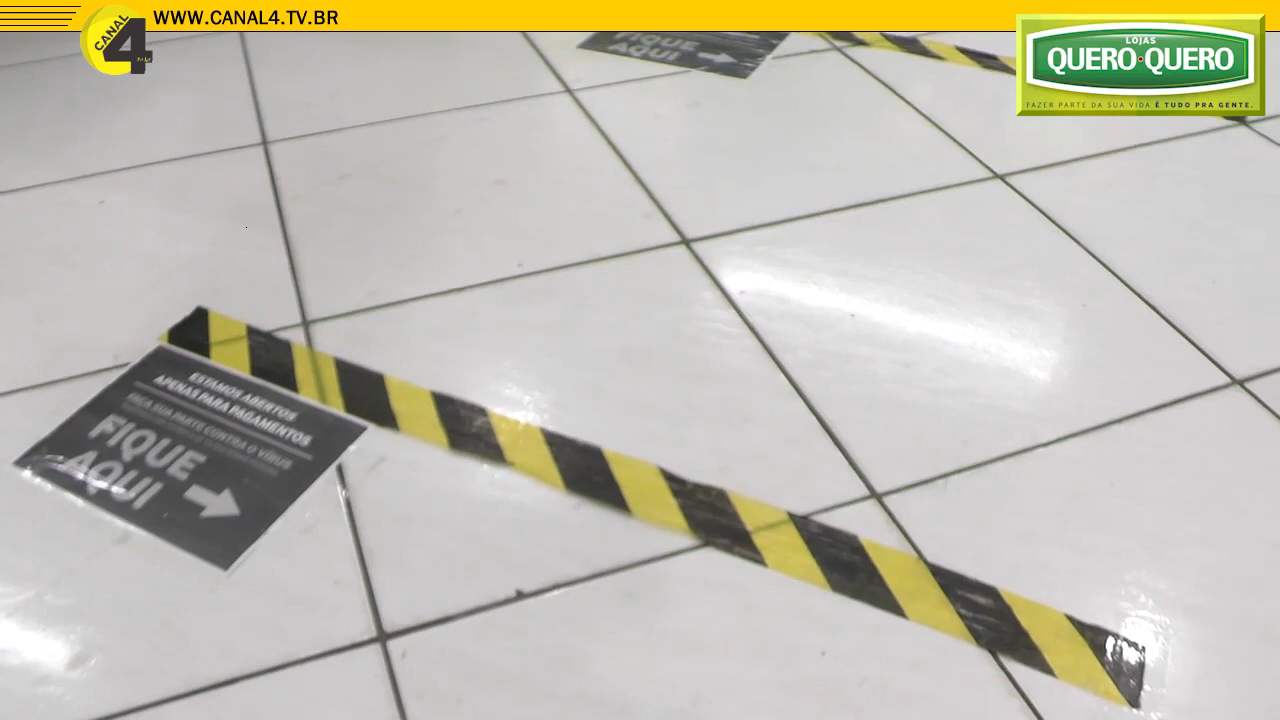 WWW.CANAL4.TV.BR
CANAL
4
LOJAS
QUERO-QUERO
FAZER PARTE DA SUA VIDA É TUDO PRA GENTE.
FIQUE
AQUI
ESTAMOS ABERTOS
APENAS PARA PAGAMENTOS
FAÇA SUA PARTE CONTRA O VÍRUS
FIQUE
AQUI